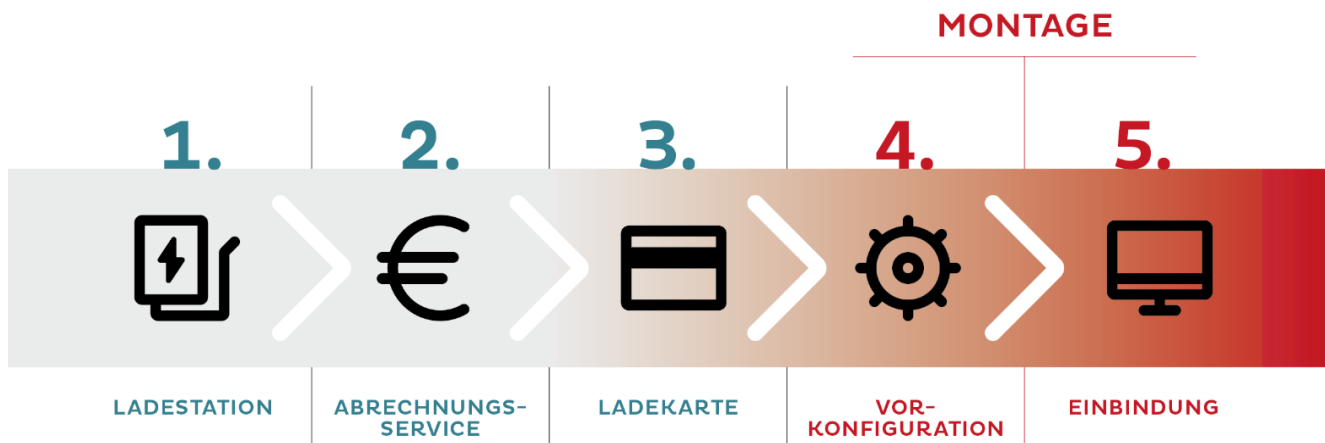 MONTAGE
1.
2.
3.
4.
5.
LADESTATION
ABRECHNUNGS-
SERVICE
LADEKARTE
VOR-
KONFIGURATION
EINBINDUNG